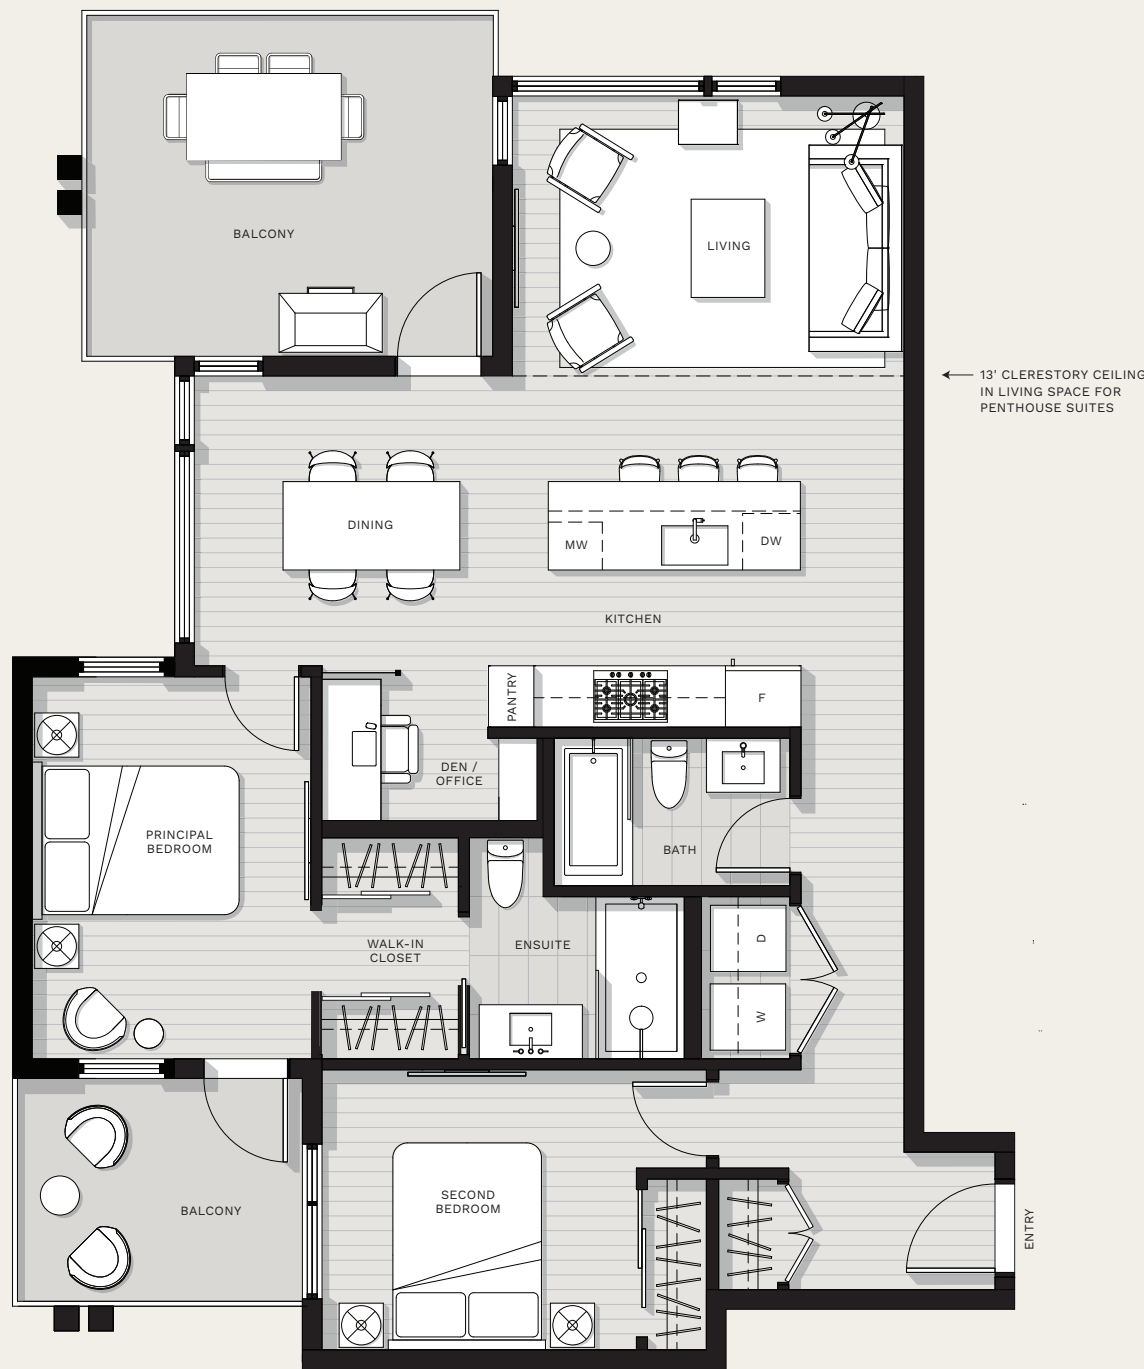 BALCONY
LIVING
13' CLERESTORY CEILING
IN LIVING SPACE FOR
PENTHOUSE SUITES
DINING
MW
DW
KITCHEN
PANTRY
F
DEN /
OFFICE
PRINCIPAL
BEDROOM
BATH
WALK-IN
CLOSET
ENSUITE
D
W
SECOND
BEDROOM
BALCONY
ENTRY